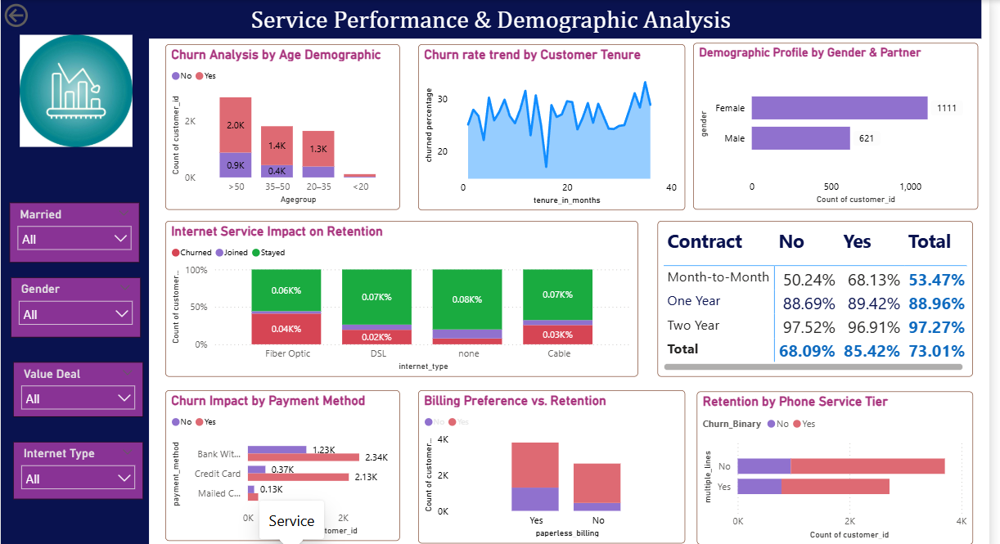 Service Performance & Demographic Analysis
Married
All
Gender
All
Value Deal
All
Internet Type
All
Churn Analysis by Age Demographic
No Yes
Count of customer_id
2K
0K
2.0K
0.9K
1.4K
0.4K
1.3K
>50 35–50 20–35 <20
Agegroup
Churn rate trend by Customer Tenure
churned percentage
30
20
0 20 40
tenure_in_months
Demographic Profile by Gender & Partner
gender
Female 1111
Male 621
0 500 1,000
Count of customer_id
Internet Service Impact on Retention
Churned Joined Stayed
Count of customer...
100%
50%
0%
0.06K% 0.07K% 0.08K% 0.07K%
0.04K% 0.02K% 0.03K%
Fiber Optic DSL none Cable
internet_type
Contract No Yes Total
Month-to-Month 50.24% 68.13% 53.47%
One Year 88.69% 89.42% 88.96%
Two Year 97.52% 96.91% 97.27%
Total 68.09% 85.42% 73.01%
Churn Impact by Payment Method
No Yes
payment_method
Bank Wit... 1.23K
2.34K
Credit Card 0.37K
2.13K
Mailed C... 0.13K
0K 2K
tomer_id
Service
Billing Preference vs. Retention
No Yes
Count of customer...
4K
2K
0K
Yes No
paperless_billing
Retention by Phone Service Tier
Churn_Binary No Yes
multiple_lines
No
Yes
0K 2K 4K
Count of customer_id